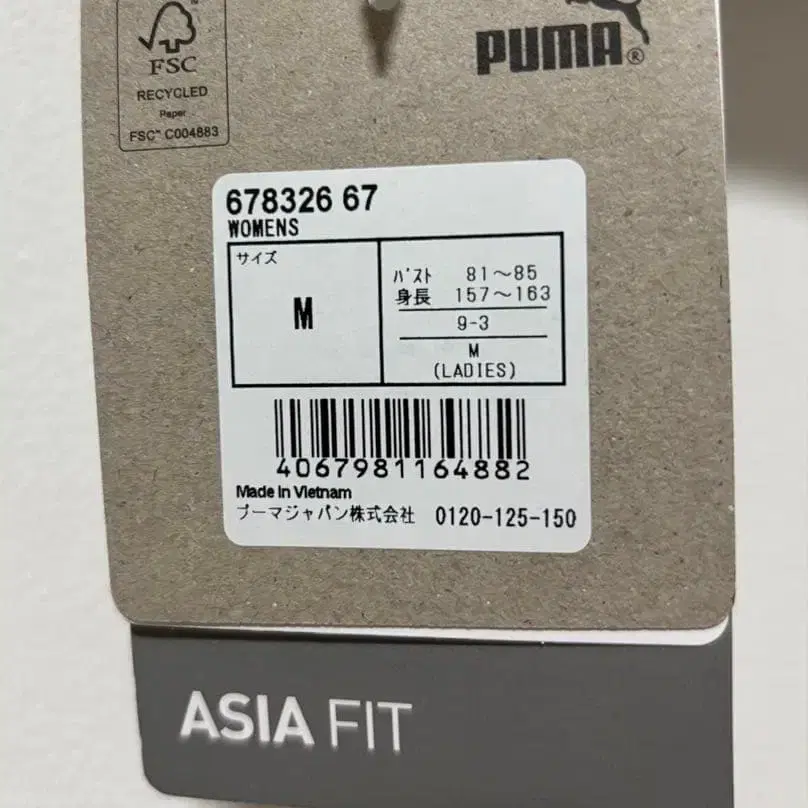 FSC
RECYCLED
Paper
FSC™ C004883
PUMA®
678326 67
WOMENS
サイズ
M
バスト 81～85
身長 157～163
9-3
M
(LADIES)
4067981164882
Made in Vietnam
プーマジャパン株式会社 0120-125-150
ASIA FIT